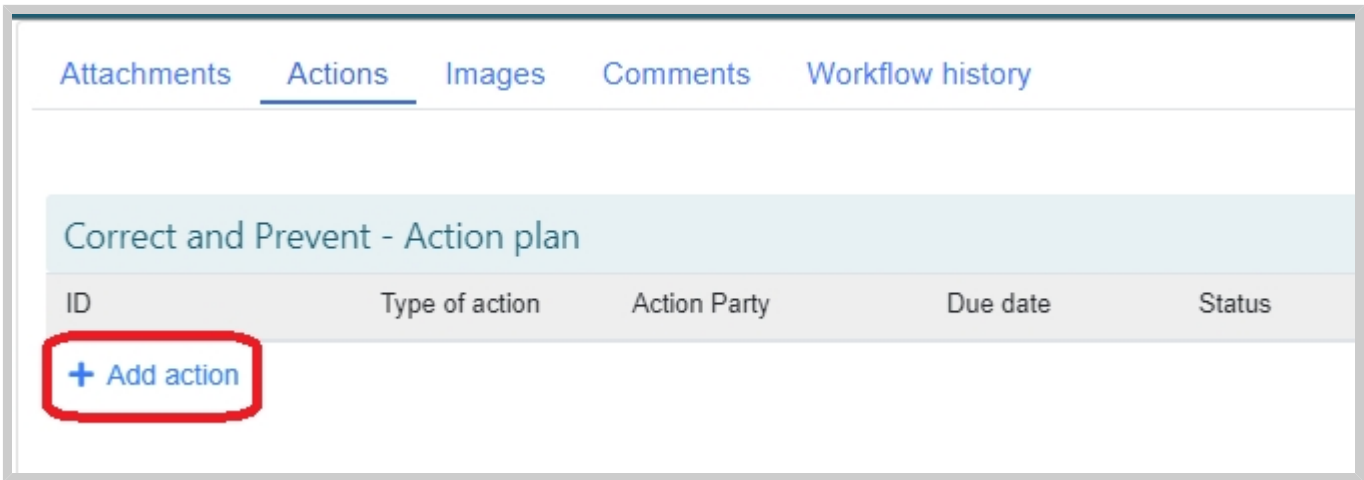 Attachments Actions Images Comments Workflow history
Correct and Prevent - Action plan
ID Type of action Action Party Due date Status
+ Add action